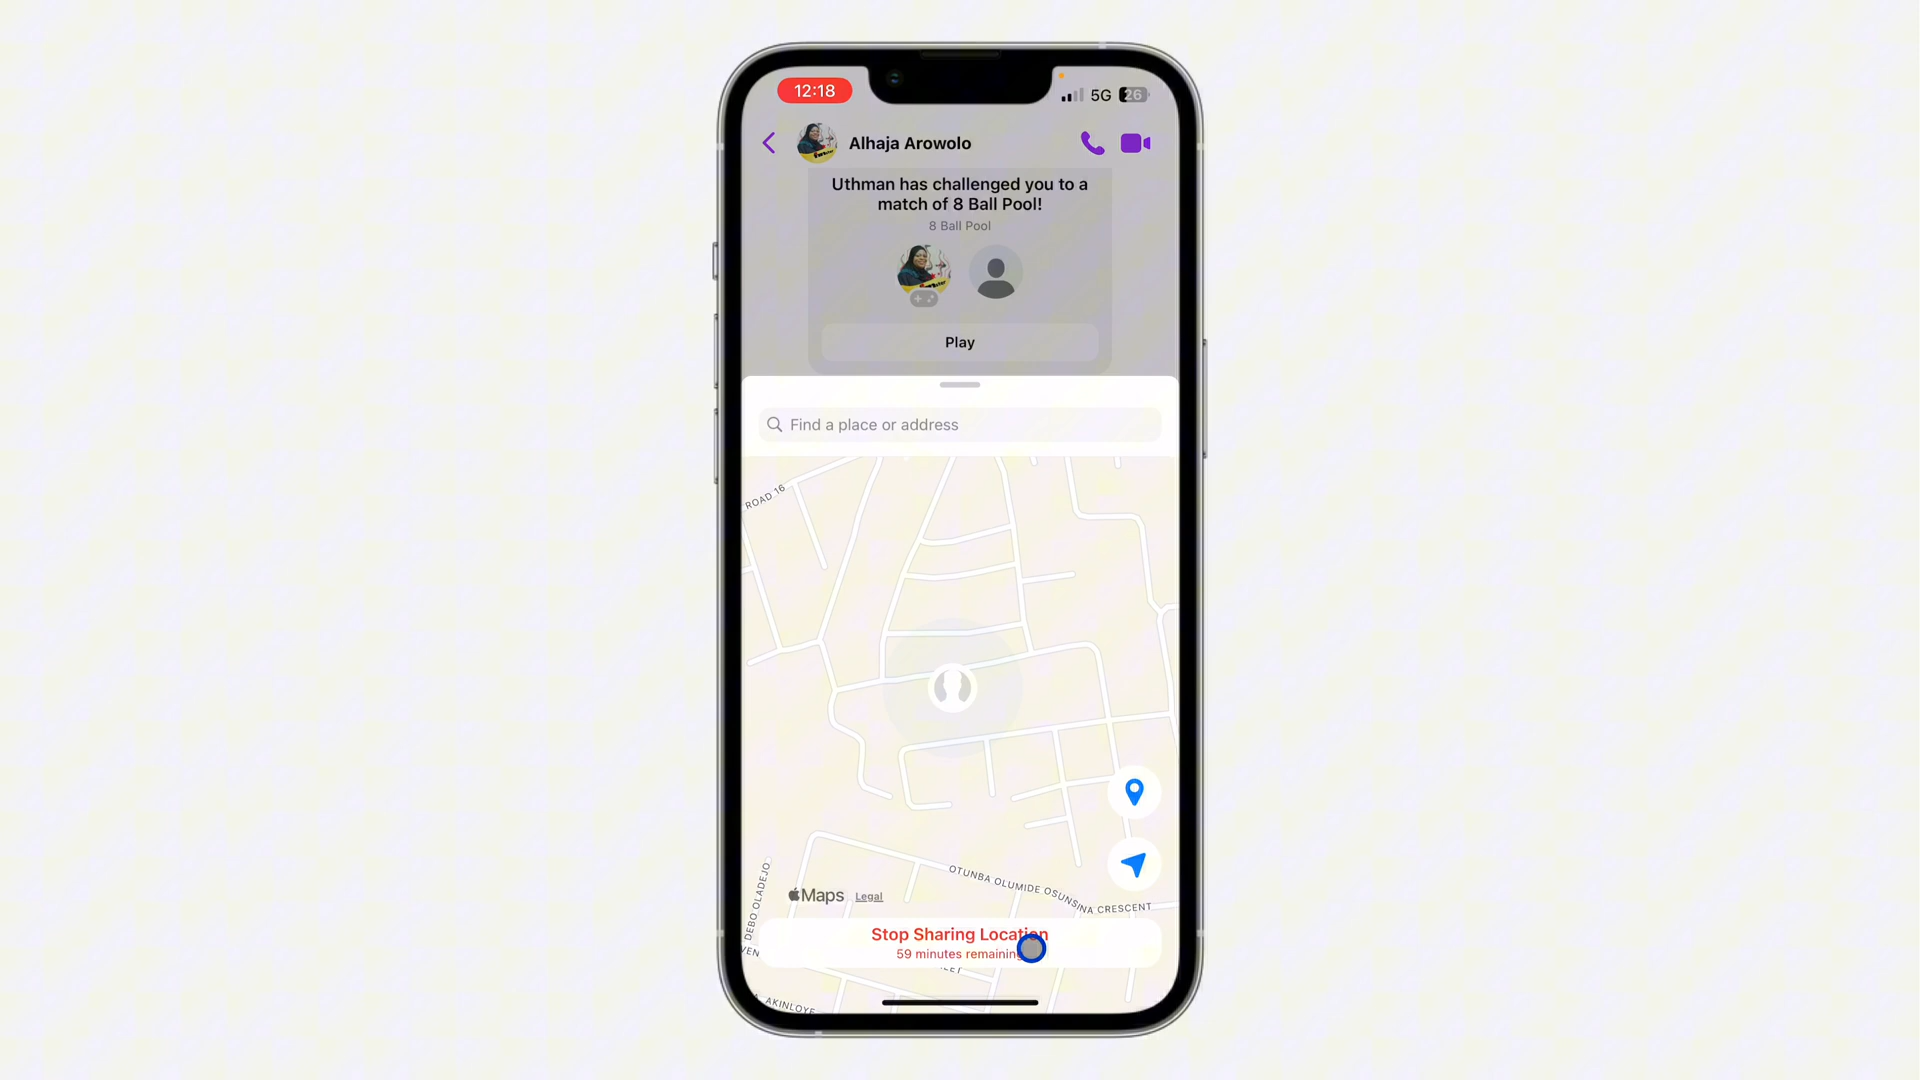 12:18
5G 26
Alhaja Arowolo
Uthman has challenged you to a
match of 8 Ball Pool!
8 Ball Pool
Play
Find a place or address
ROAD 16
OTUNBA OLUMIDE OSUNSINA CRESCENT
DEBO OLADEJO
Maps Legal
Stop Sharing Location
59 minutes remaining
VEN
AKINLOYE